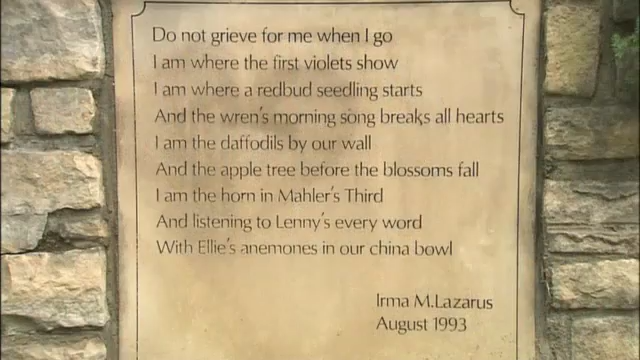 Do not grieve for me when I go
I am where the first violets show
I am where a redbud seedling starts
And the wren's morning song breaks all hearts
I am the daffodils by our wall
And the apple tree before the blossoms fall
I am the horn in Mahler's Third
And listening to Lenny's every word
With Ellie's anemones in our china bowl
Irma M.Lazarus
August 1993